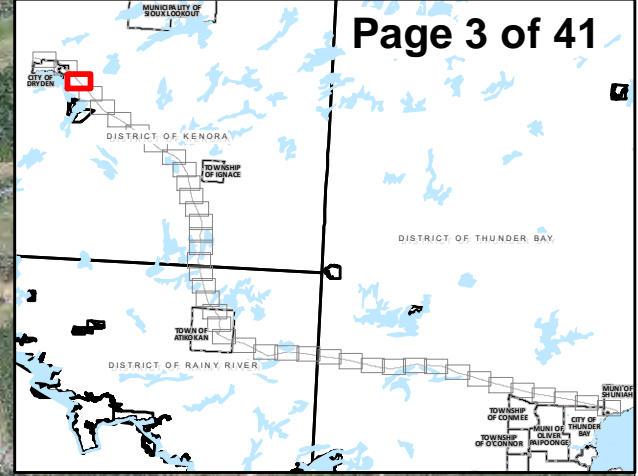 MUNICIPALITY OF
SIOUX LOOKOUT
Page 3 of 41
CITY OF
DRYDEN
DISTRICT OF KENORA
TOWNSHIP
OF IGNACE
DISTRICT OF THUNDER BAY
TOWN OF
ATIKOKAN
DISTRICT OF RAINY RIVER
MUNI OF
SHUNIAH
TOWNSHIP
OF CONMEE
CITY OF
THUNDER
BAY
MUNI OF
OLIVER
PAIPOONGE
TOWNSHIP
OF O'CONNOR